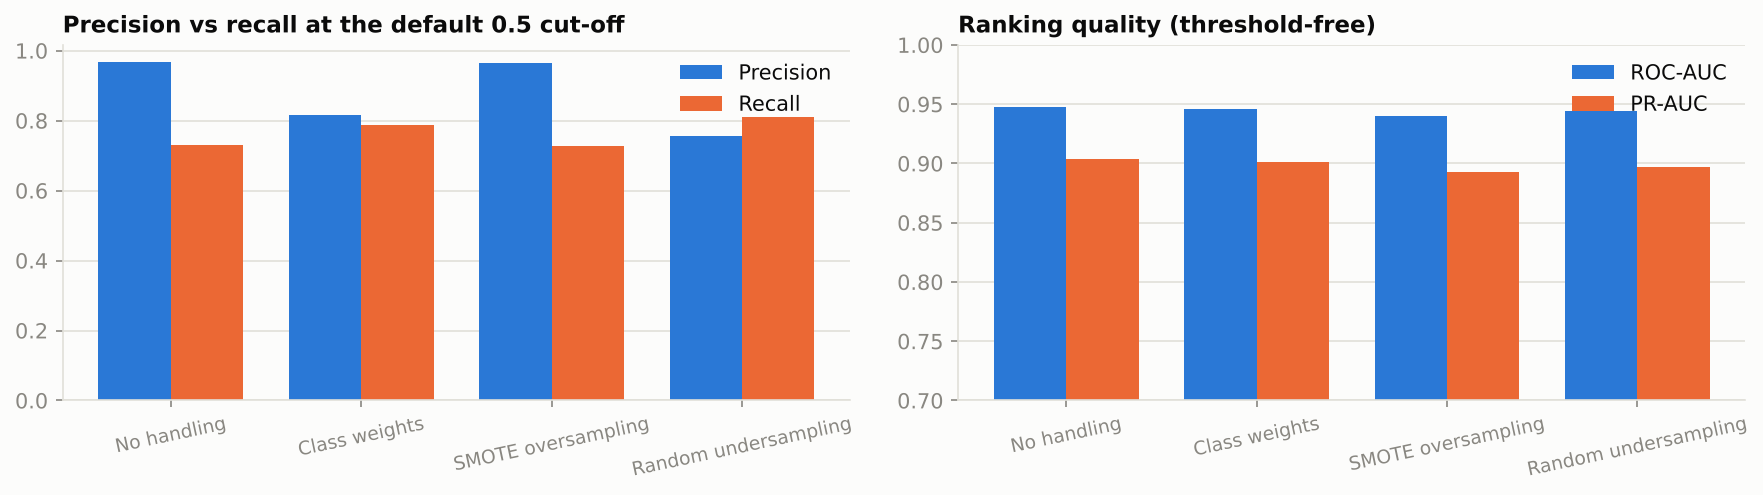 Precision vs recall at the default 0.5 cut-off
1.0
0.8
0.6
0.4
0.2
0.0
Precision
Recall
No handling
Class weights
SMOTE oversampling
Random undersampling
Ranking quality (threshold-free)
1.00
0.95
0.90
0.85
0.80
0.75
0.70
ROC-AUC
PR-AUC
No handling
Class weights
SMOTE oversampling
Random undersampling